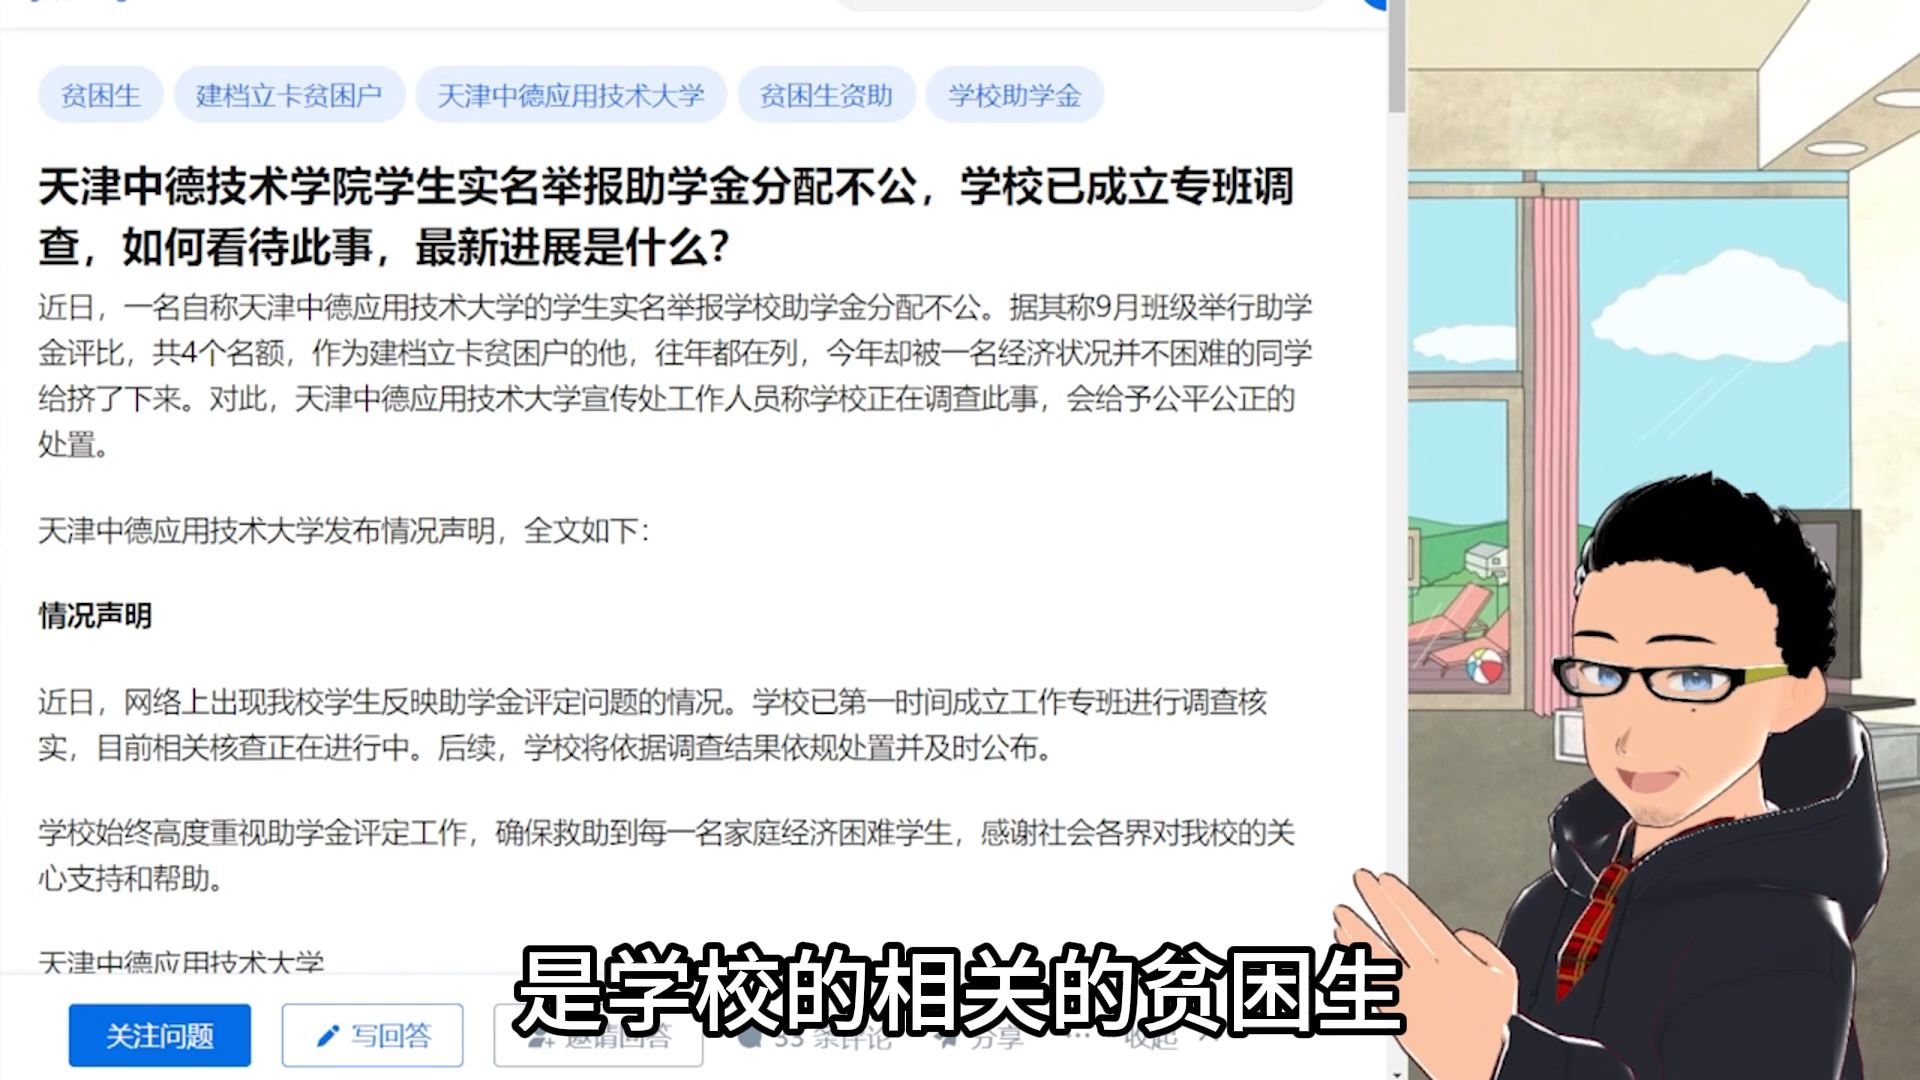 贫困生 建档立卡贫困户 天津中德应用技术大学 贫困生资助 学校助学金
天津中德技术学院学生实名举报助学金分配不公，学校已成立专班调
查，如何看待此事，最新进展是什么？
近日，一名自称天津中德应用技术大学的学生实名举报学校助学金分配不公。据其称9月班级举行助学
金评比，共4个名额，作为建档立卡贫困户的他，往年都在列，今年却被一名经济状况并不困难的同学
给挤了下来。对此，天津中德应用技术大学宣传处工作人员称学校正在调查此事，会给予公平公正的
处置。
天津中德应用技术大学发布情况声明，全文如下：
情况声明
近日，网络上出现我校学生反映助学金评定问题的情况。学校已第一时间成立工作专班进行调查核
实，目前相关核查正在进行中。后续，学校将依据调查结果依规处置并及时公布。
学校始终高度重视助学金评定工作，确保救助到每一名家庭经济困难学生，感谢社会各界对我校的关
心支持和帮助。
天津中德应用技术大学
是学校的相关的贫困生
关注问题 写回答 邀请回答 33 条评论 分享 收起